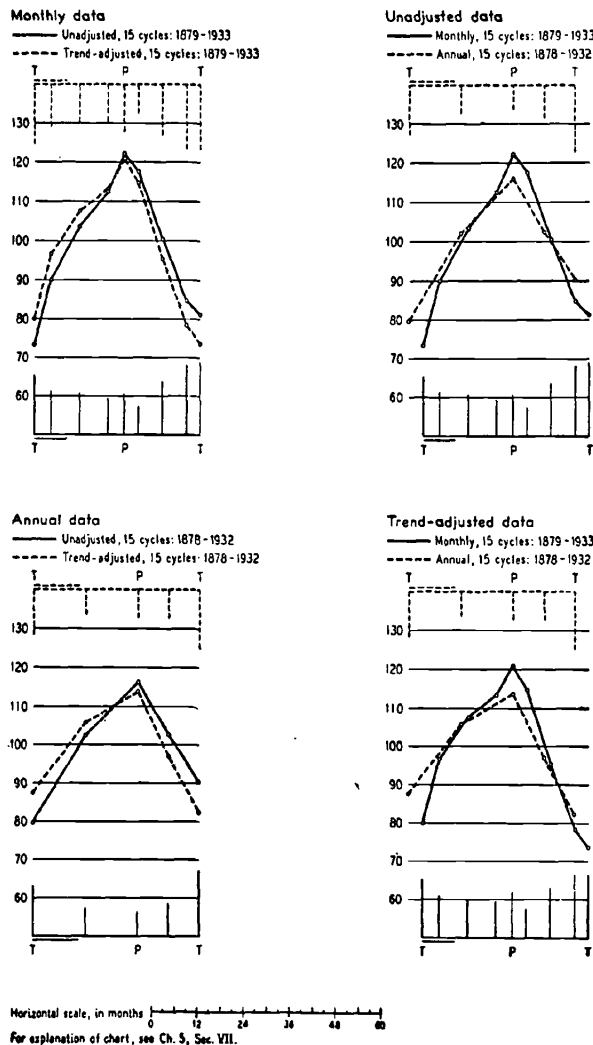 Monthly data
Unadjusted, 15 cycles: 1879-1933
Trend-adjusted, 15 cycles: 1879-1933
T P T
130
120
110
100
90
80
70
60
T P T
Unadjusted data
Monthly, 15 cycles: 1879-1933
Annual, 15 cycles: 1878-1932
T P T
130
120
110
100
90
80
70
60
T P T
Annual data
Unadjusted, 15 cycles: 1878-1932
Trend-adjusted, 15 cycles: 1878-1932
T P T
130
120
110
100
90
80
70
60
T P T
Trend-adjusted data
Monthly, 15 cycles: 1879-1933
Annual, 15 cycles: 1878-1932
T P T
130
120
110
100
90
80
70
60
T P T
Horizontal scale, in months
0 12 24 36 48 60
For explanation of chart, see Ch. 5, Sec. VII.